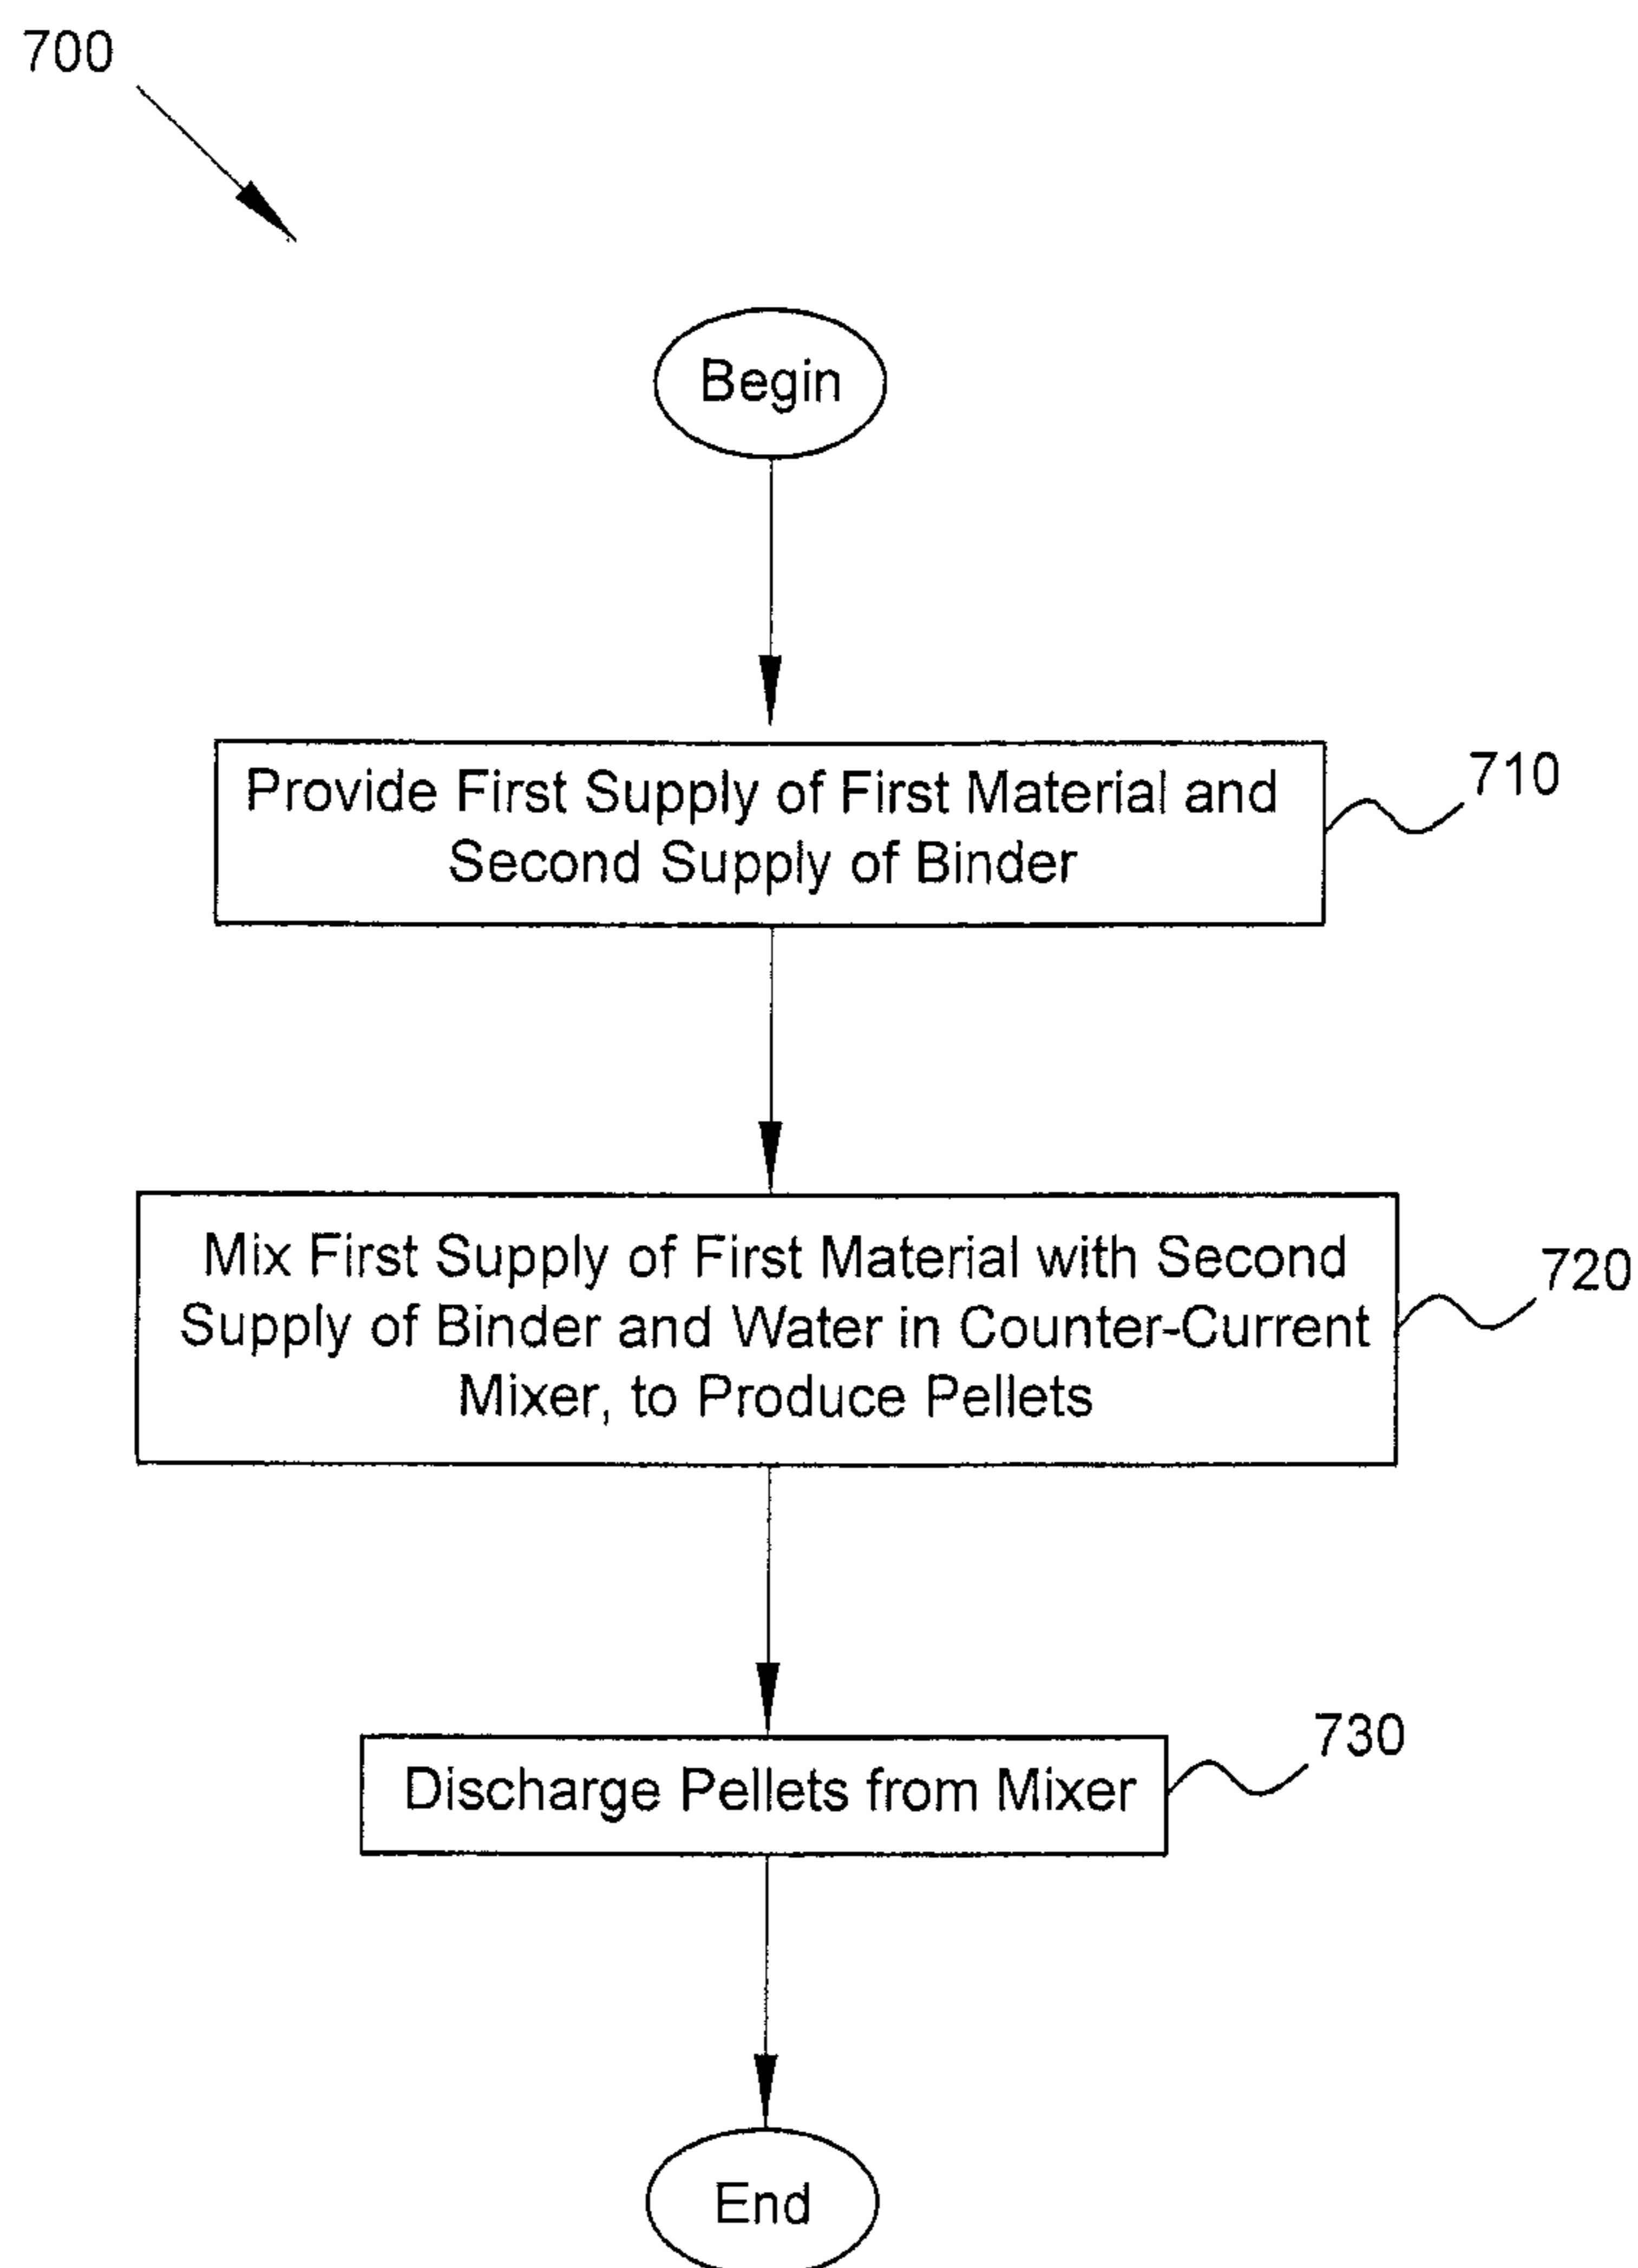 700
Begin
Provide First Supply of First Material and
Second Supply of Binder
710
Mix First Supply of First Material with Second
Supply of Binder and Water in Counter-Current
Mixer, to Produce Pellets
720
Discharge Pellets from Mixer
730
End